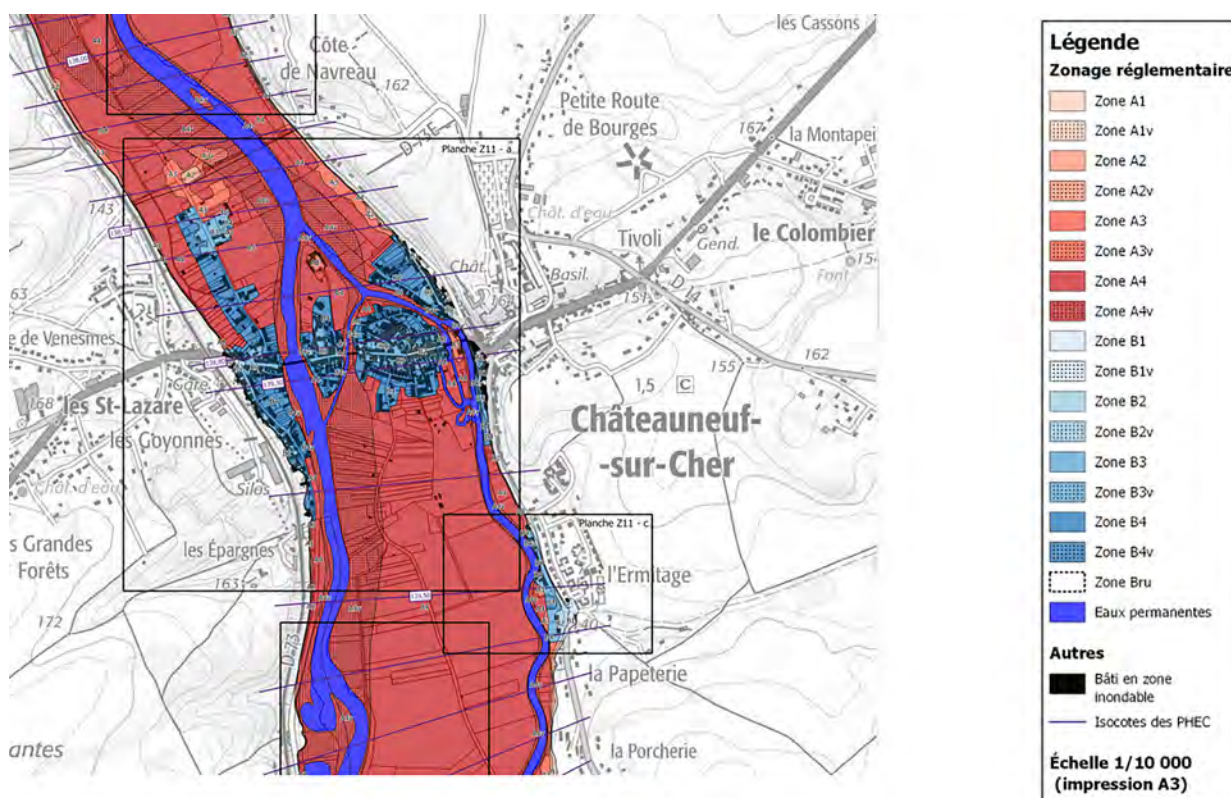 les Cassons
Côte
de Navreau
162
D-73E
Petite Route
de Bourges
167
la Montapei
Planche Z11 - a
143
Chât. d'eau
Tivoli
Gend.
le Colombier
Font
Chât.
Basil.
151
D 14
63
e de Venesmes
Gare
168
les St-Lazare
les Goyonnes
155
162
1,5
C
Châteauneuf-
-sur-Cher
Chât. d'eau
Silos
s Grandes
Forêts
les Épargnes
163
172
Planche Z11 - c
l'Ermitage
140
D-73
la Papeterie
la Porcherie
antes
Légende
Zonage réglementaire
Zone A1
Zone A1v
Zone A2
Zone A2v
Zone A3
Zone A3v
Zone A4
Zone A4v
Zone B1
Zone B1v
Zone B2
Zone B2v
Zone B3
Zone B3v
Zone B4
Zone B4v
Zone Bru
Eaux permanentes
Autres
Bâti en zone
inondable
Isocotes des PHEC
Échelle 1/10 000
(impression A3)